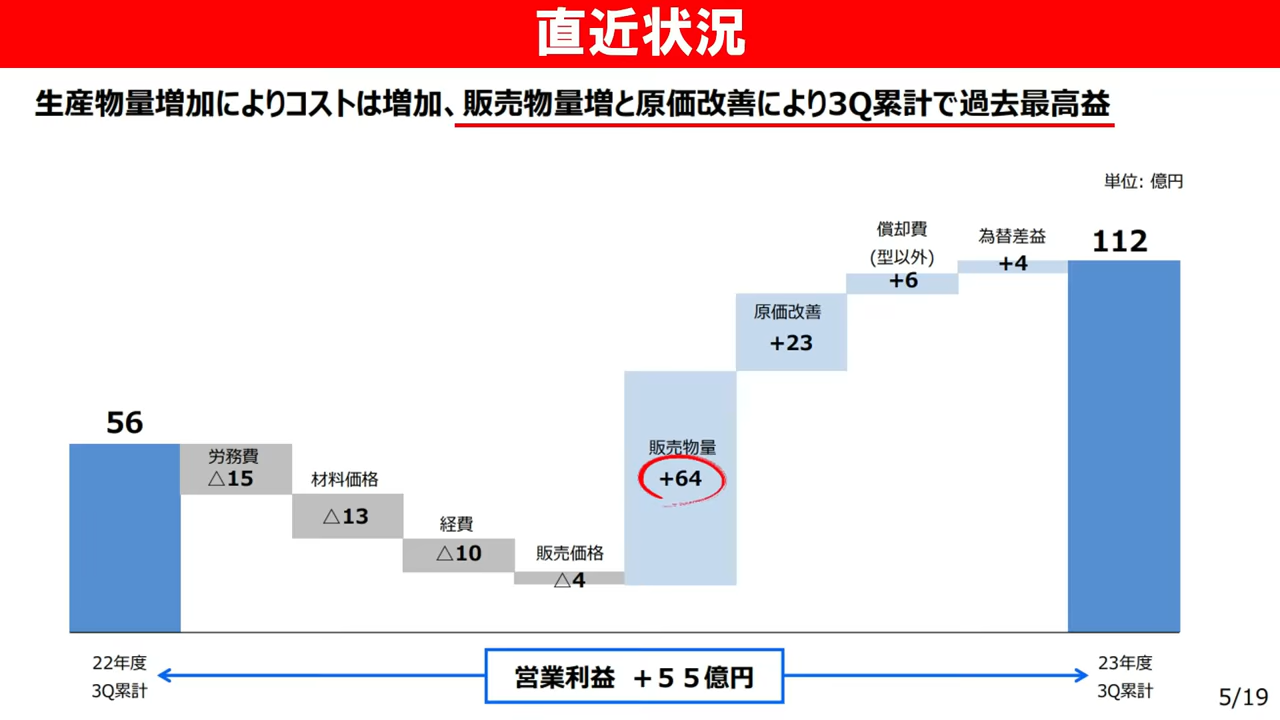 直近状況
生産物量増加によりコストは増加、販売物量増と原価改善により3Q累計で過去最高益
単位: 億円
56
労務費
△15
材料価格
△13
経費
△10
販売価格
△4
販売物量
+64
原価改善
+23
償却費
(型以外)
+6
為替差益
+4
112
22年度
3Q累計
営業利益 +55億円
23年度
3Q累計
5/19